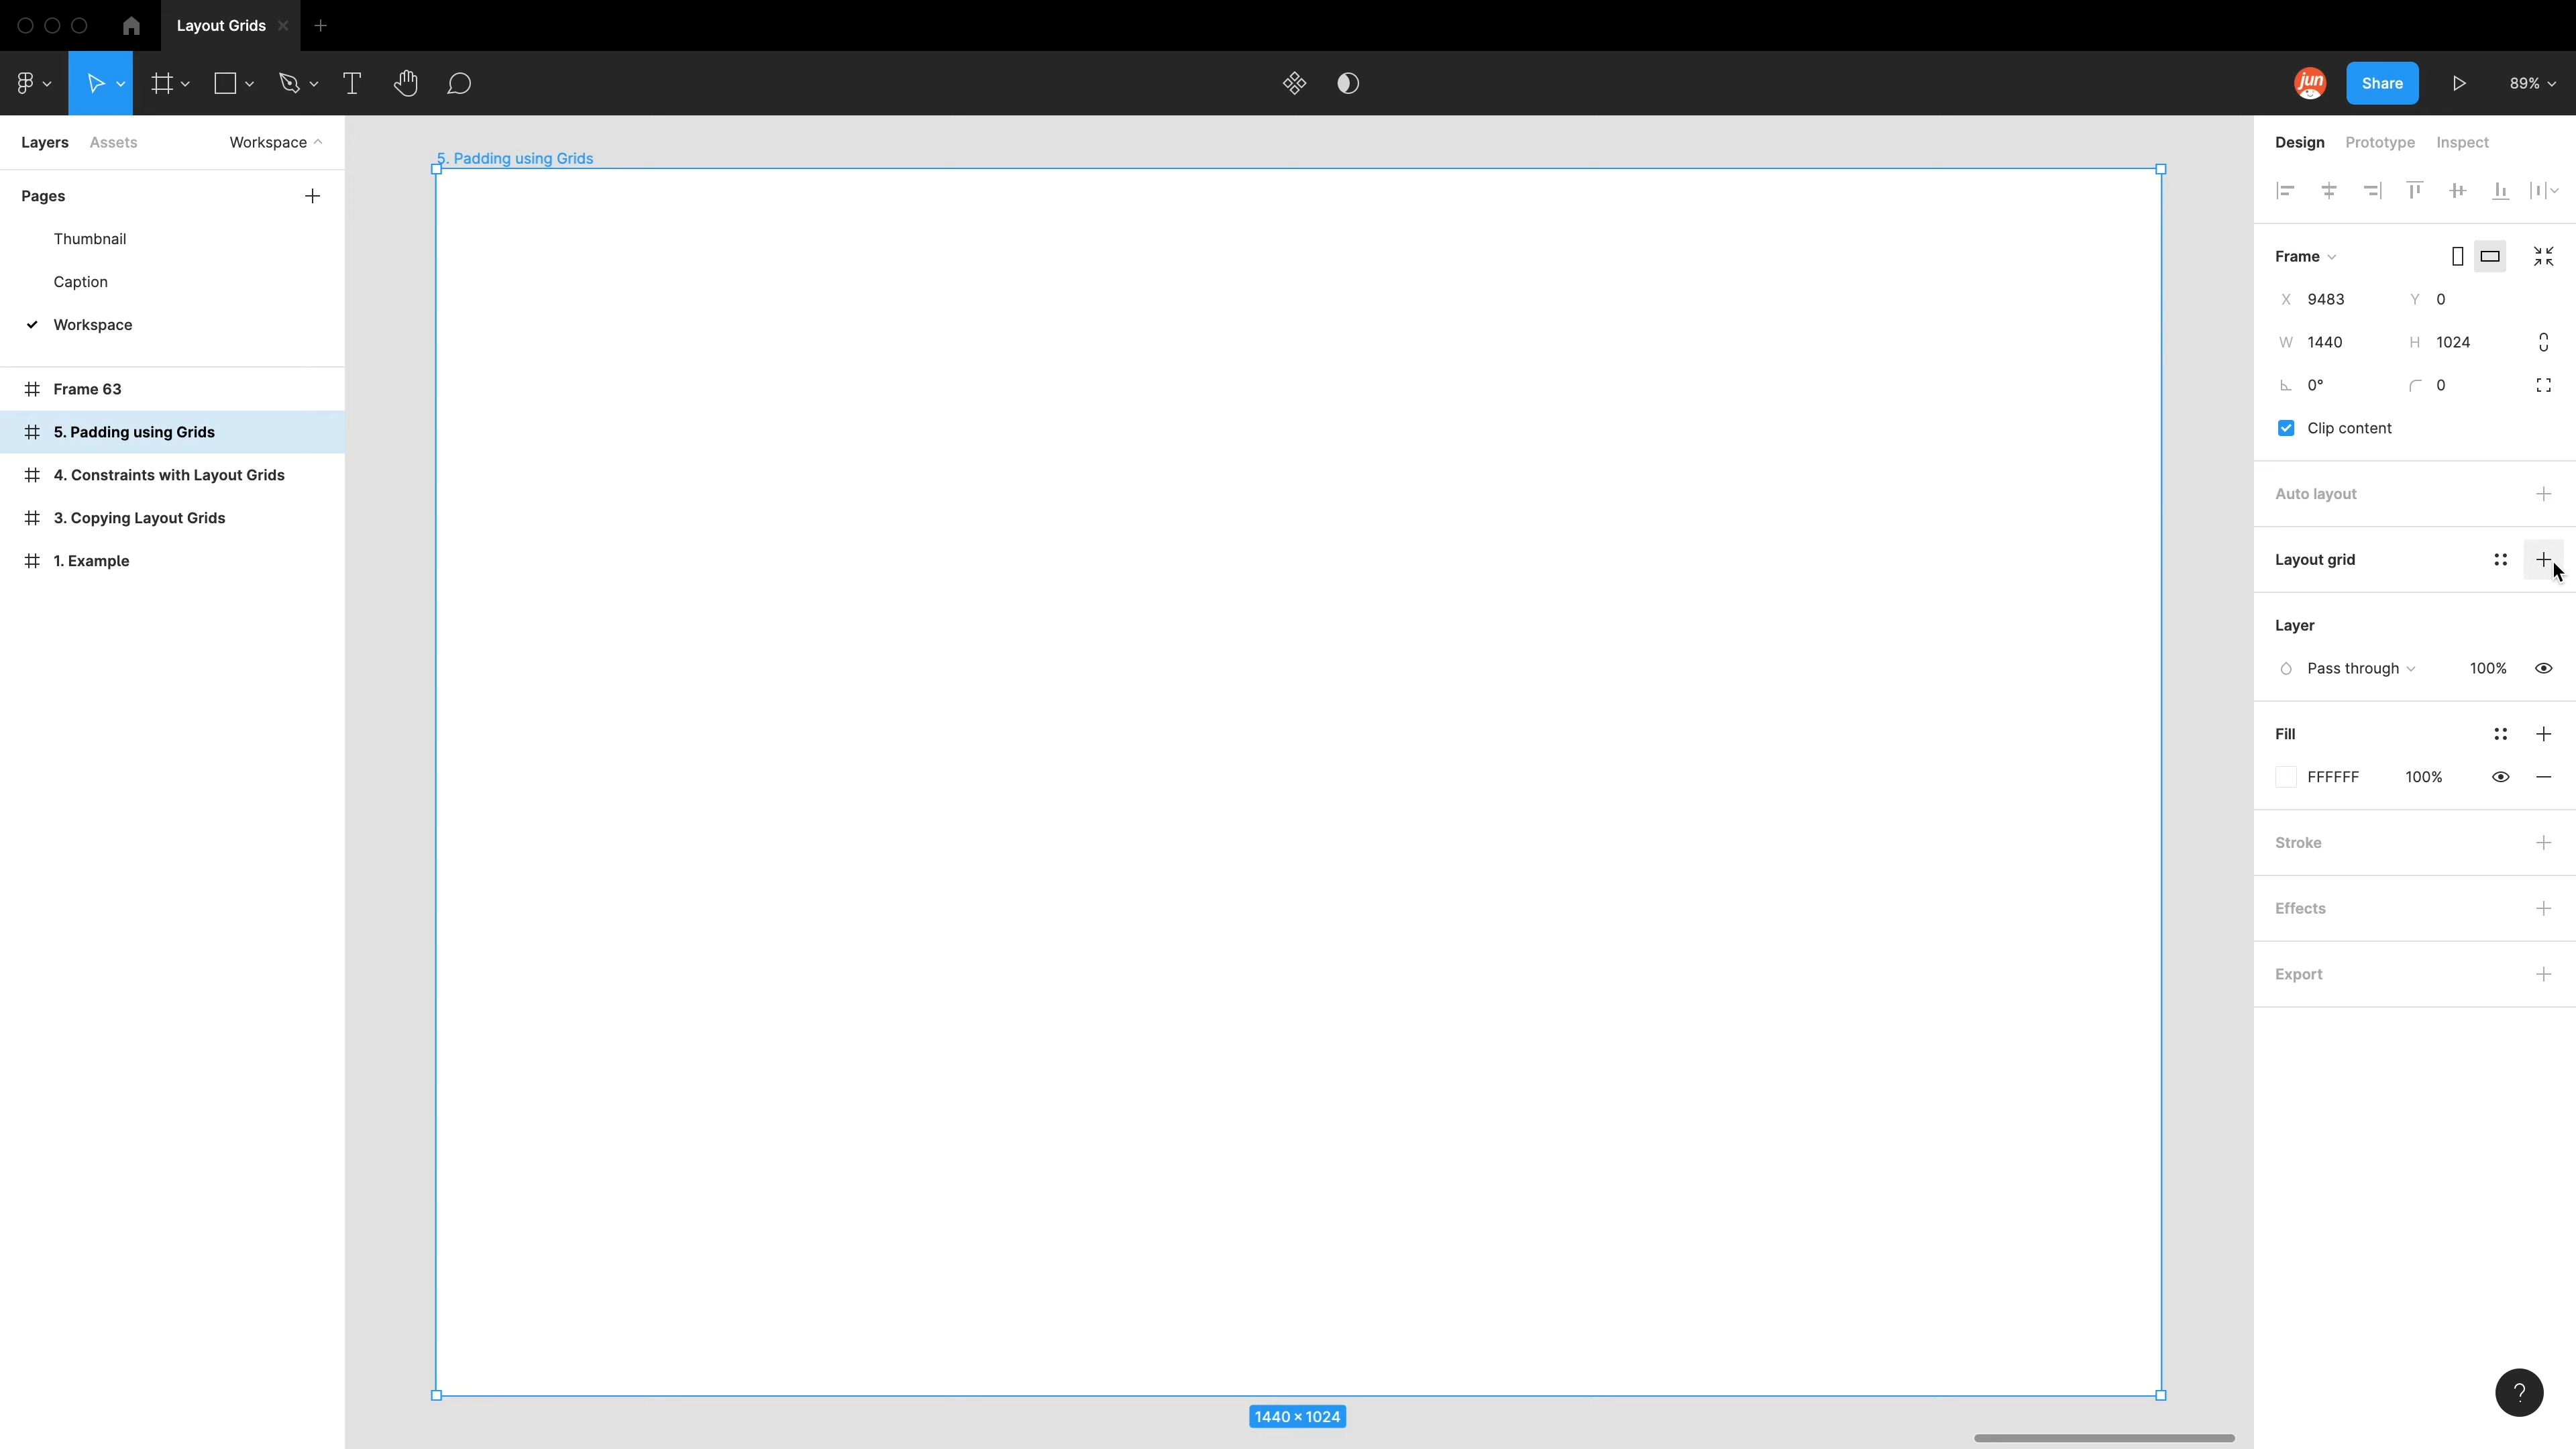 Layout Grids
jun
Share
89%
Layers Assets Workspace
Pages
Thumbnail
Caption
Workspace
Frame 63
5. Padding using Grids
4. Constraints with Layout Grids
3. Copying Layout Grids
1. Example
5. Padding using Grids
1440 × 1024
Design Prototype Inspect
Frame
X 9483 Y 0
W 1440 H 1024
0° 0
Clip content
Auto layout
Layout grid
Layer
Pass through 100%
Fill
FFFFFF 100%
Stroke
Effects
Export
?